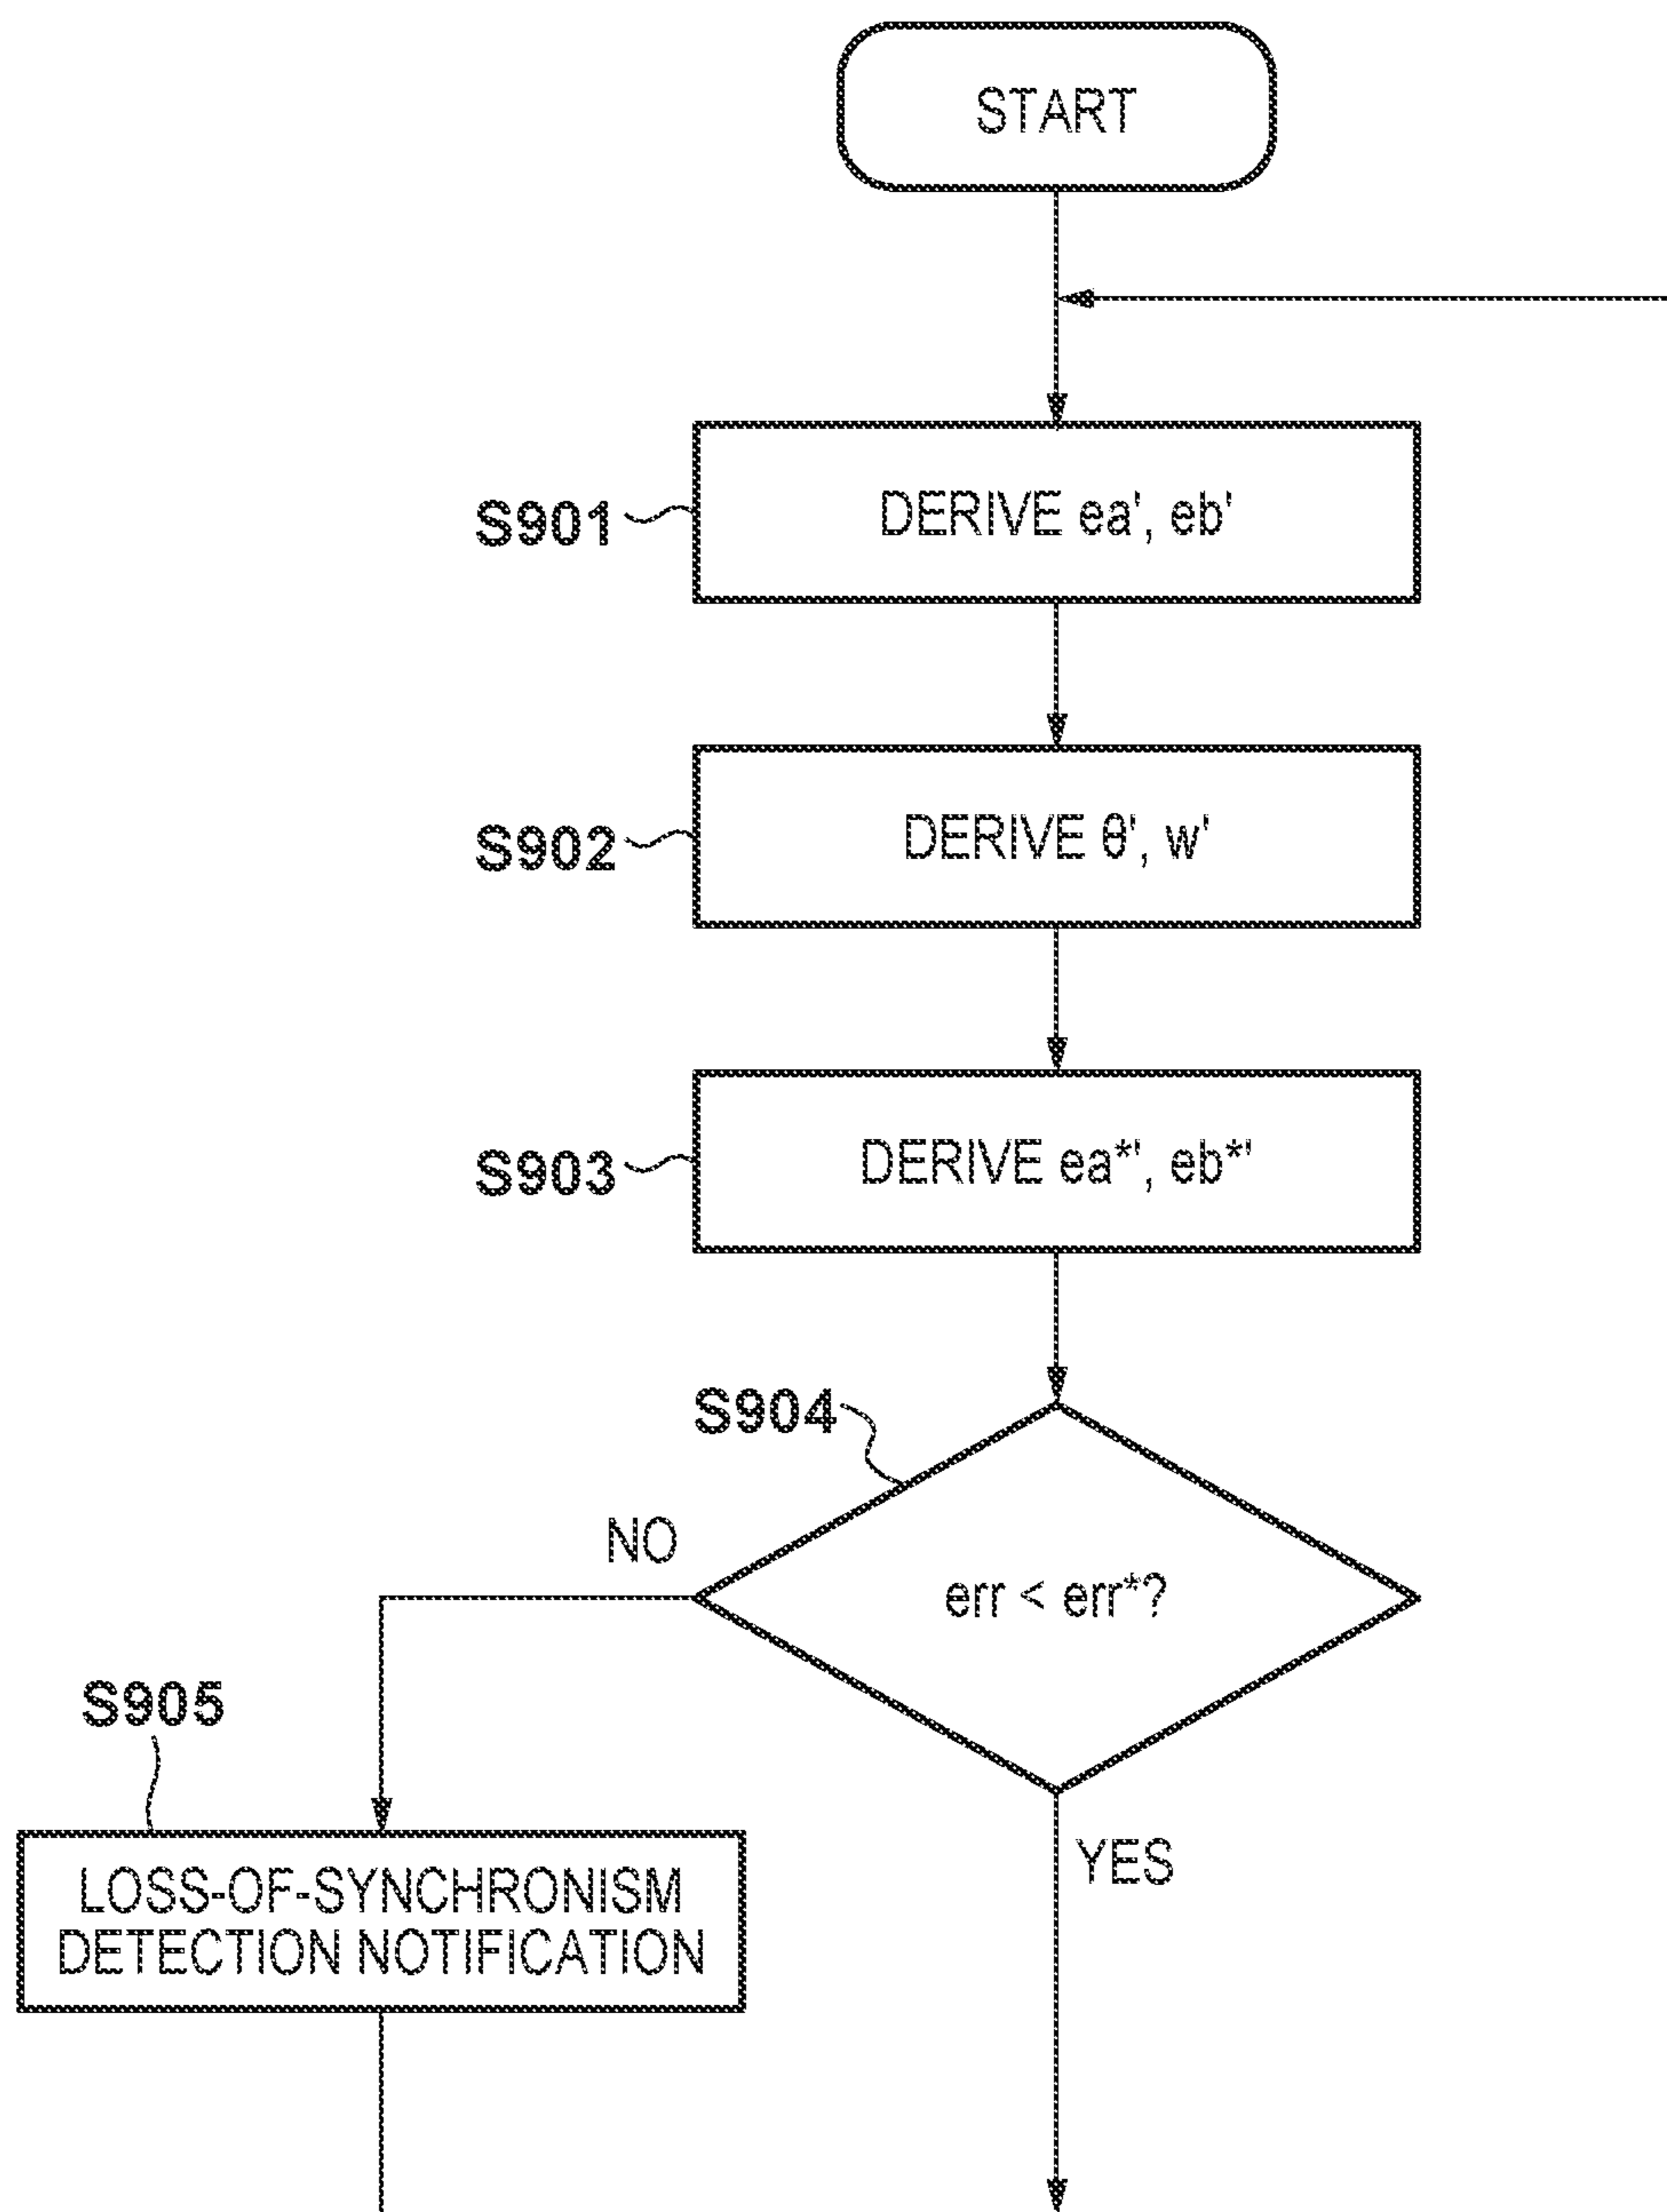 START
S901
DERIVE ea', eb'
S902
DERIVE θ', w'
S903
DERIVE ea*', eb*'
S904
NO
err < err*?
S905
YES
LOSS-OF-SYNCHRONISM
DETECTION NOTIFICATION